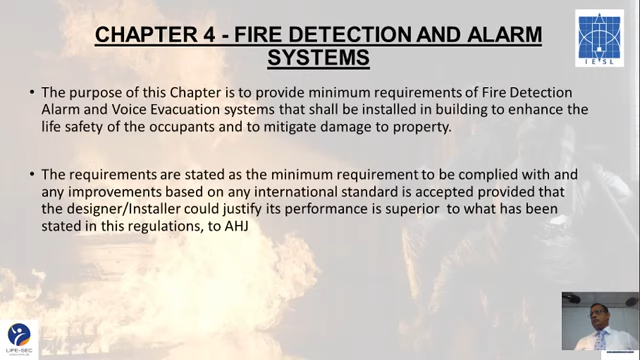 CHAPTER 4 - FIRE DETECTION AND ALARM
SYSTEMS
IESL
• The purpose of this Chapter is to provide minimum requirements of Fire Detection
Alarm and Voice Evacuation systems that shall be installed in building to enhance the
life safety of the occupants and to mitigate damage to property.
• The requirements are stated as the minimum requirement to be complied with and
any improvements based on any international standard is accepted provided that
the designer/Installer could justify its performance is superior to what has been
stated in this regulations, to AHJ
LIFE-SEC